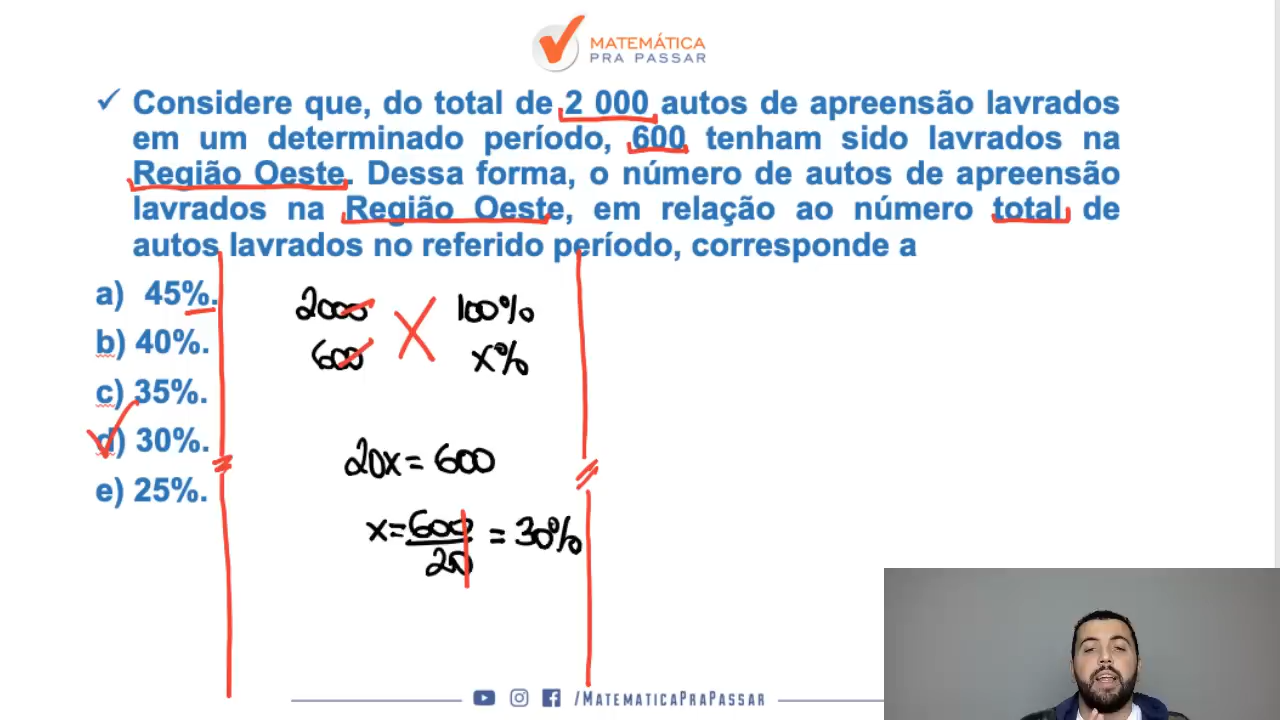 MATEMÁTICA
PRA PASSAR
✓ Considere que, do total de 2 000 autos de apreensão lavrados
em um determinado período, 600 tenham sido lavrados na
Região Oeste. Dessa forma, o número de autos de apreensão
lavrados na Região Oeste, em relação ao número total de
autos lavrados no referido período, corresponde a
a) 45%.
b) 40%.
c) 35%.
d) 30%.
e) 25%.
2000 100%
600 x%
20x = 600
x = 600/20 = 30%
/MATEMATICAPRAPASSAR